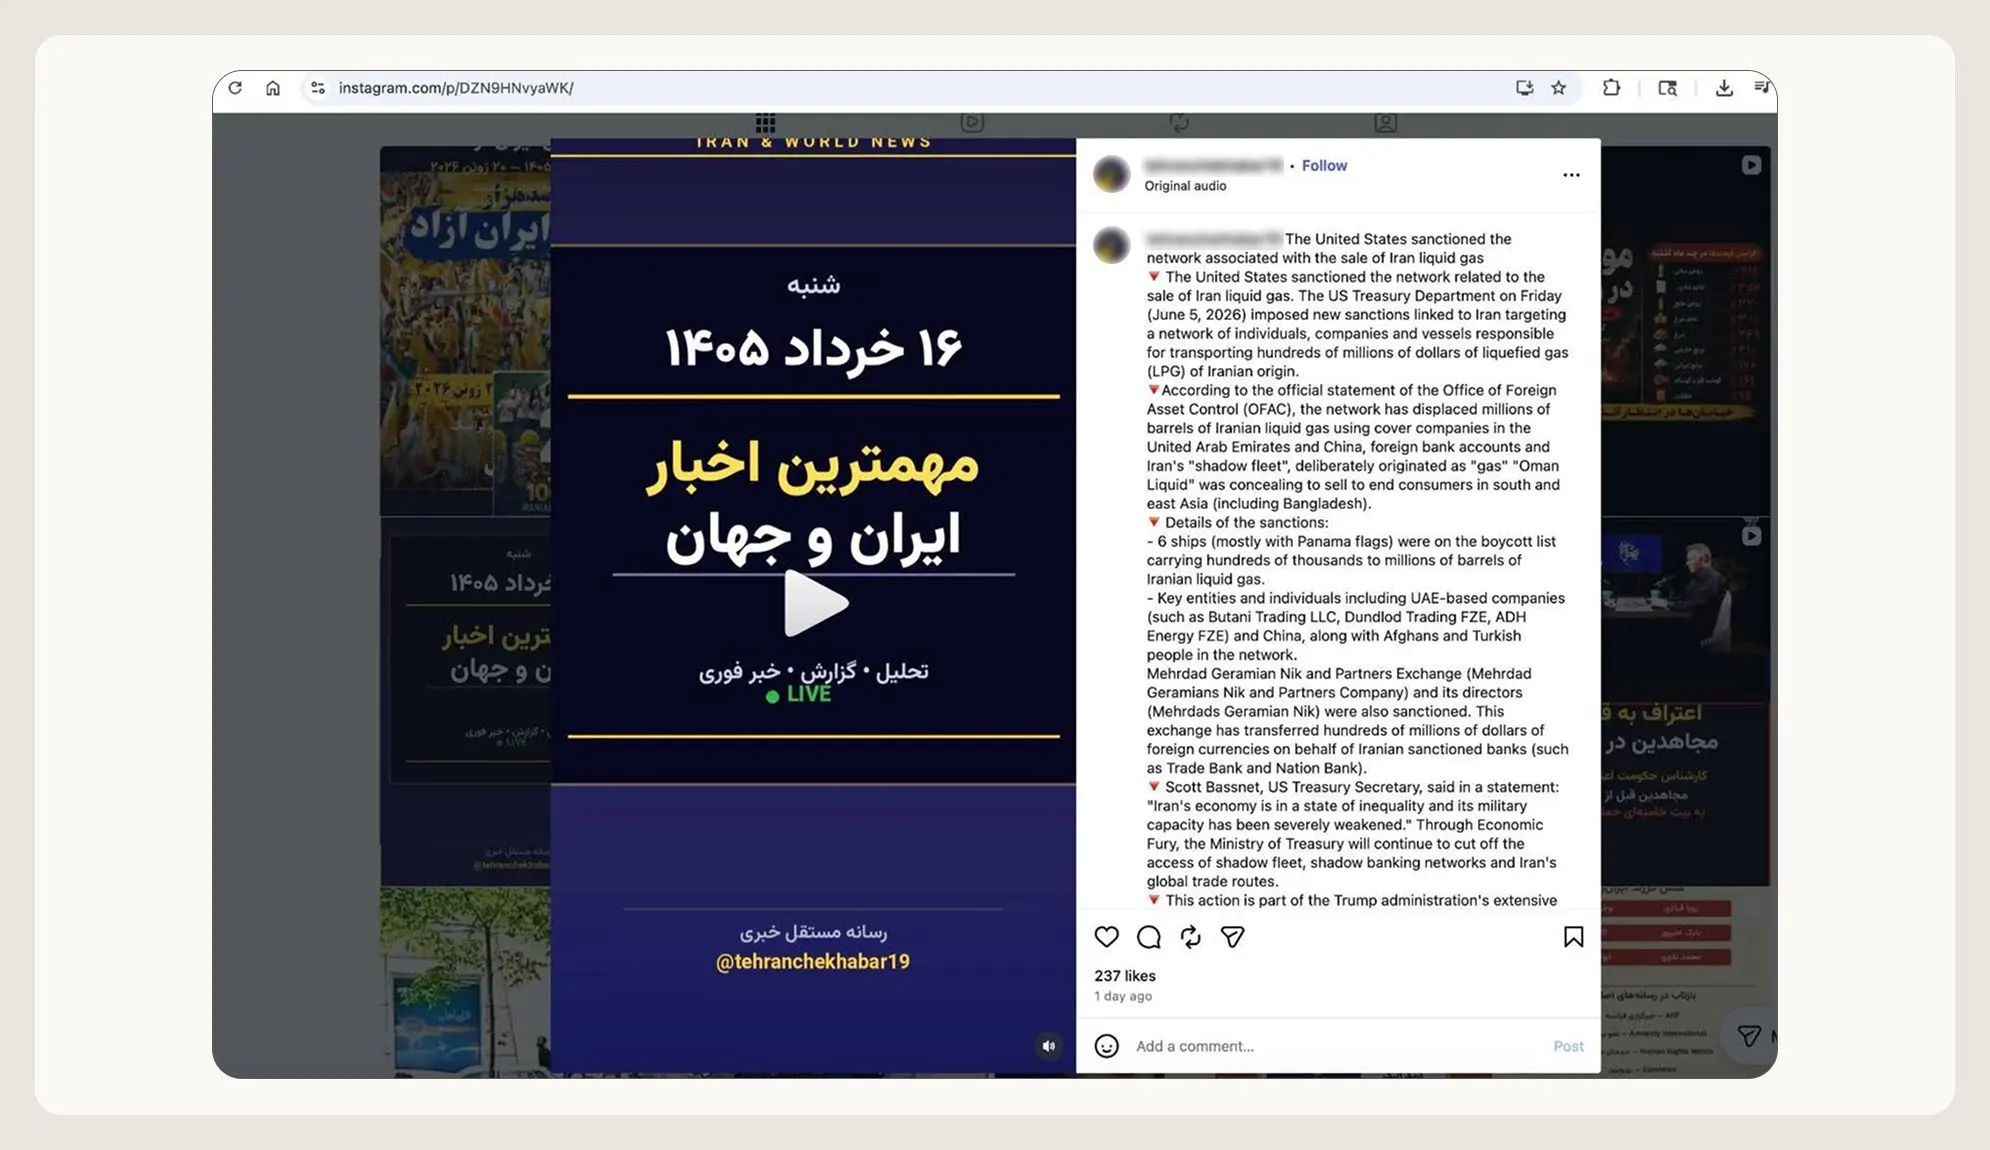 instagram.com/p/DZN9HNvyaWK/
IRAN & WORLD NEWS
شنبه
۱۶ خرداد ۱۴۰۵
مهمترین اخبار
ایران و جهان
تحلیل • گزارش • خبر فوری
LIVE
رسانه مستقل خبری
@tehranchekhabar19
• Follow
Original audio
The United States sanctioned the
network associated with the sale of Iran liquid gas
🔻 The United States sanctioned the network related to the
sale of Iran liquid gas. The US Treasury Department on Friday
(June 5, 2026) imposed new sanctions linked to Iran targeting
a network of individuals, companies and vessels responsible
for transporting hundreds of millions of dollars of liquefied gas
(LPG) of Iranian origin.
🔻According to the official statement of the Office of Foreign
Asset Control (OFAC), the network has displaced millions of
barrels of Iranian liquid gas using cover companies in the
United Arab Emirates and China, foreign bank accounts and
Iran's "shadow fleet", deliberately originated as "gas" "Oman
Liquid" was concealing to sell to end consumers in south and
east Asia (including Bangladesh).
🔻 Details of the sanctions:
- 6 ships (mostly with Panama flags) were on the boycott list
carrying hundreds of thousands to millions of barrels of
Iranian liquid gas.
- Key entities and individuals including UAE-based companies
(such as Butani Trading LLC, Dundlod Trading FZE, ADH
Energy FZE) and China, along with Afghans and Turkish
people in the network.
Mehrdad Geramian Nik and Partners Exchange (Mehrdad
Geramians Nik and Partners Company) and its directors
(Mehrdads Geramian Nik) were also sanctioned. This
exchange has transferred hundreds of millions of dollars of
foreign currencies on behalf of Iranian sanctioned banks (such
as Trade Bank and Nation Bank).
🔻 Scott Bassnet, US Treasury Secretary, said in a statement:
"Iran's economy is in a state of inequality and its military
capacity has been severely weakened." Through Economic
Fury, the Ministry of Treasury will continue to cut off the
access of shadow fleet, shadow banking networks and Iran's
global trade routes.
🔻 This action is part of the Trump administration's extensive
237 likes
1 day ago
Add a comment...
Post
ایران آزاد
شنبه
خرداد ۱۴۰۵
اخبار
و جهان
LIVE
اعتراف به
مجاهدین در